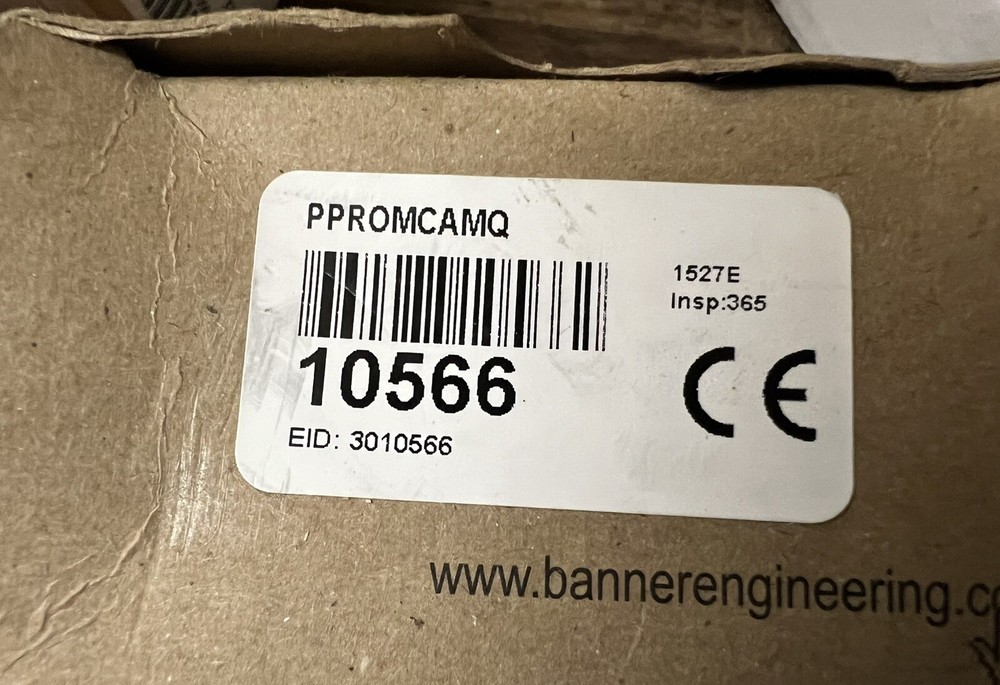 PPROMCAMQ
1527E
Insp:365
10566
CE
EID: 3010566
www.bannerengineering.c